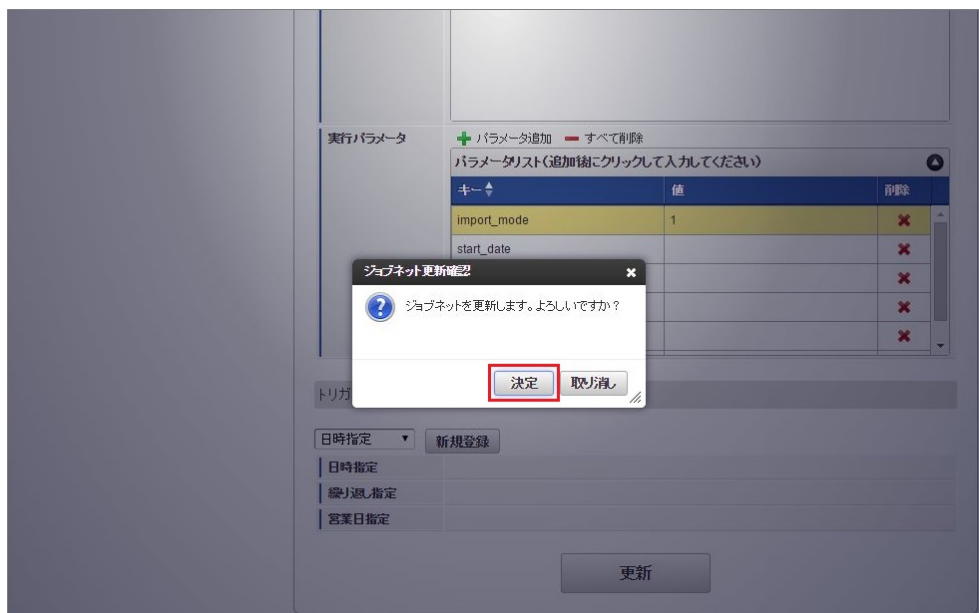 実行パラメータ
パラメータ追加 すべて削除
パラメータリスト(追加後にクリックして入力してください)
キー 値 削除
import_mode 1
start_date
ジョブネット更新確認
ジョブネットを更新します。よろしいですか?
決定 取り消し
トリガ
日時指定 新規登録
日時指定
繰り返し指定
営業日指定
更新